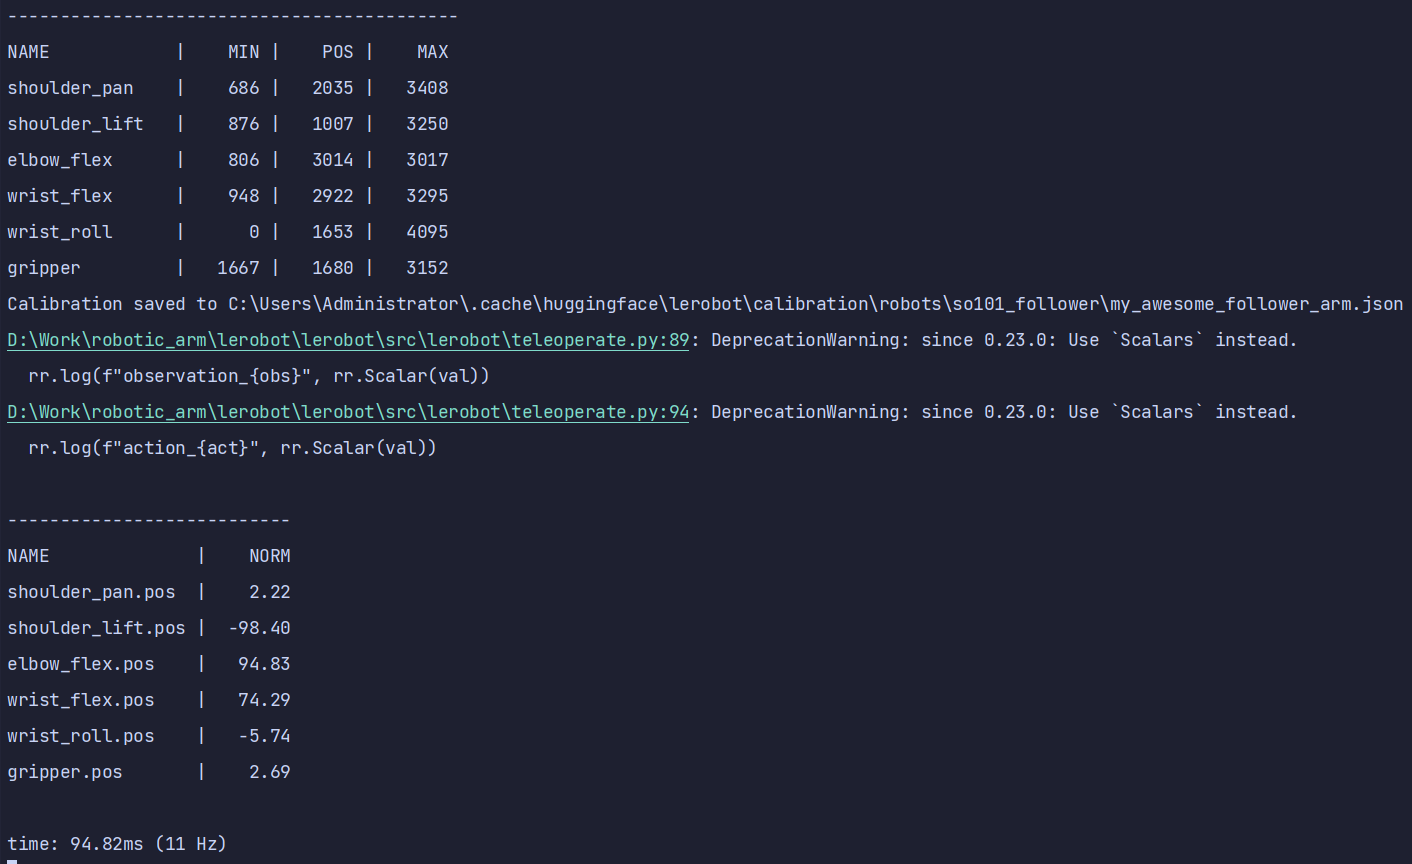 -------------------------------------------
NAME            |    MIN |    POS |    MAX
shoulder_pan    |    686 |   2035 |   3408
shoulder_lift   |    876 |   1007 |   3250
elbow_flex      |    806 |   3014 |   3017
wrist_flex      |    948 |   2922 |   3295
wrist_roll      |      0 |   1653 |   4095
gripper         |   1667 |   1680 |   3152
Calibration saved to C:\Users\Administrator\.cache\huggingface\lerobot\calibration\robots\so101_follower\my_awesome_follower_arm.json
D:\Work\robotic_arm\lerobot\lerobot\src\lerobot\teleoperate.py:89: DeprecationWarning: since 0.23.0: Use `Scalars` instead.
  rr.log(f"observation_{obs}", rr.Scalar(val))
D:\Work\robotic_arm\lerobot\lerobot\src\lerobot\teleoperate.py:94: DeprecationWarning: since 0.23.0: Use `Scalars` instead.
  rr.log(f"action_{act}", rr.Scalar(val))
---------------------------
NAME              |    NORM
shoulder_pan.pos  |    2.22
shoulder_lift.pos |  -98.40
elbow_flex.pos    |   94.83
wrist_flex.pos    |   74.29
wrist_roll.pos    |   -5.74
gripper.pos       |    2.69
time: 94.82ms (11 Hz)